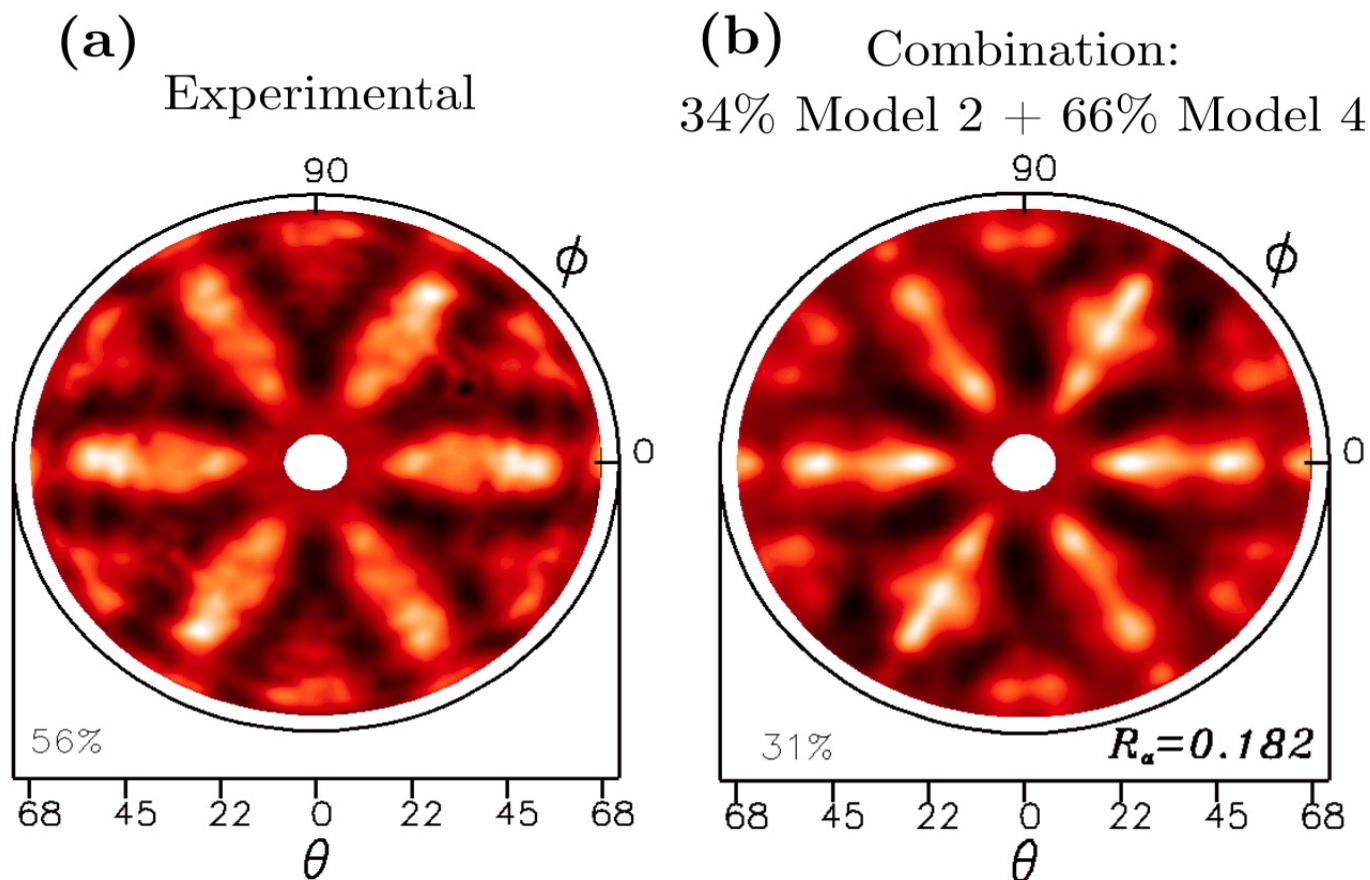 (a)
Experimental
90
ϕ
0
56%
68 45 22 0 22 45 68
θ
(b)
Combination:
34% Model 2 + 66% Model 4
90
ϕ
0
31%
Rα=0.182
68 45 22 0 22 45 68
θ